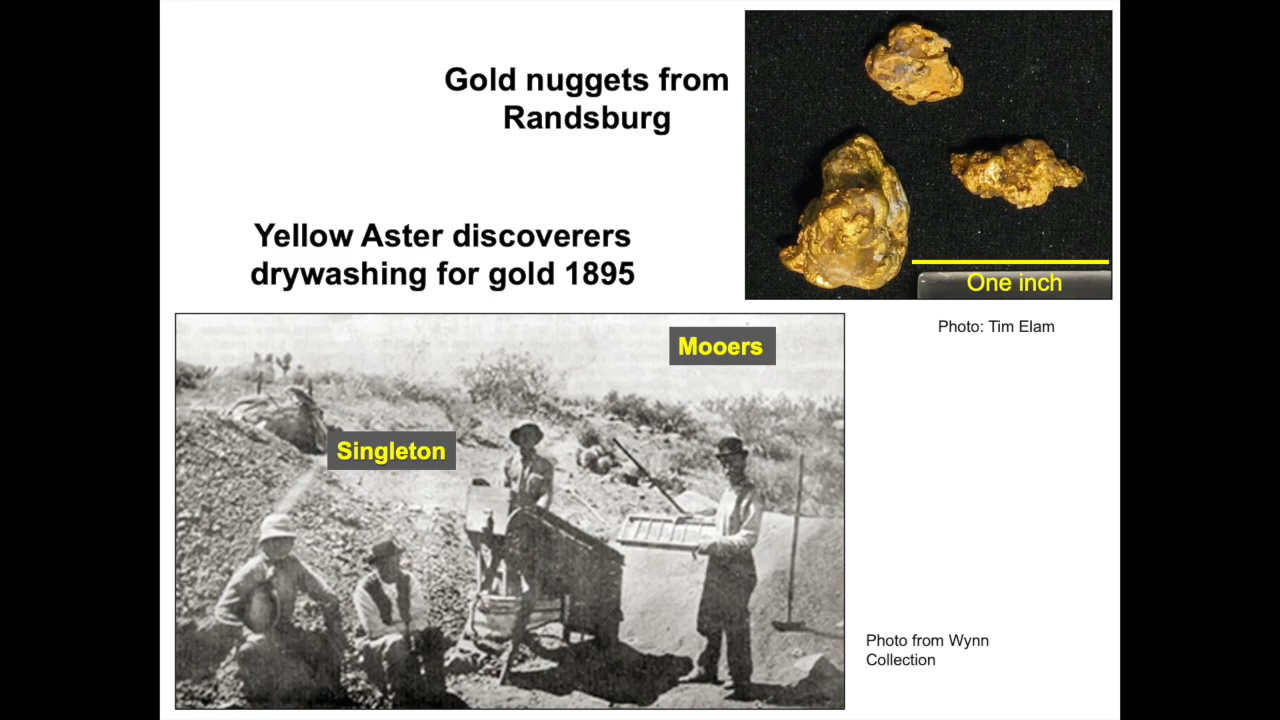 Gold nuggets from
Randsburg
One inch
Photo: Tim Elam
Yellow Aster discoverers
drywashing for gold 1895
Mooers
Singleton
Photo from Wynn
Collection